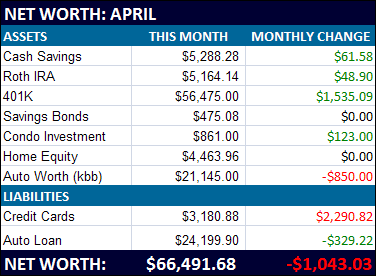 NET WORTH: APRIL
ASSETS THIS MONTH MONTHLY CHANGE
Cash Savings $5,288.28 $61.58
Roth IRA $5,164.14 $48.90
401K $56,475.00 $1,535.09
Savings Bonds $475.08 $0.00
Condo Investment $861.00 $123.00
Home Equity $4,463.96 $0.00
Auto Worth (kbb) $21,145.00 -$850.00
LIABILITIES
Credit Cards $3,180.88 $2,290.82
Auto Loan $24,199.90 -$329.22
NET WORTH: $66,491.68 -$1,043.03